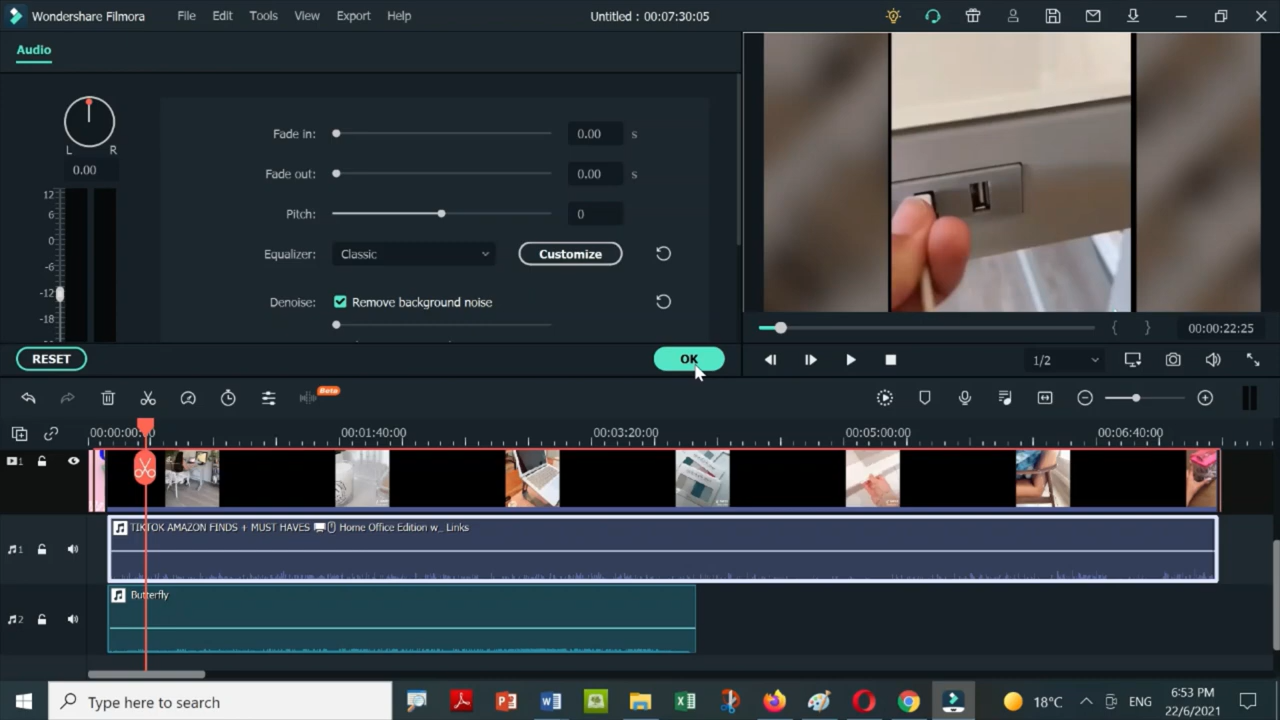 Wondershare Filmora File Edit Tools View Export Help Untitled : 00:07:30:05
Audio
L R
0.00
12
6
0
-6
-12
-18
Fade in: 0.00 s
Fade out: 0.00 s
Pitch: 0
Equalizer: Classic Customize
Denoise: Remove background noise
RESET OK
00:00:22:25
1/2
Beta
00:00:00:00 00:01:40:00 00:03:20:00 00:05:00:00 00:06:40:00
1
1 TIKTOK AMAZON FINDS + MUST HAVES Home Office Edition w_ Links
2 Butterfly
Type here to search 18°C ENG 6:53 PM
22/6/2021